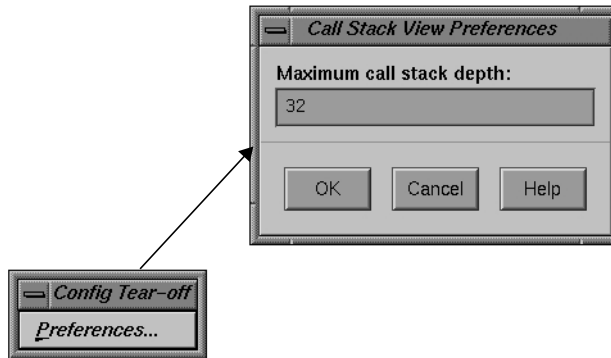 Call Stack View Preferences
Maximum call stack depth:
32
OK Cancel Help
Config Tear-off
Preferences...